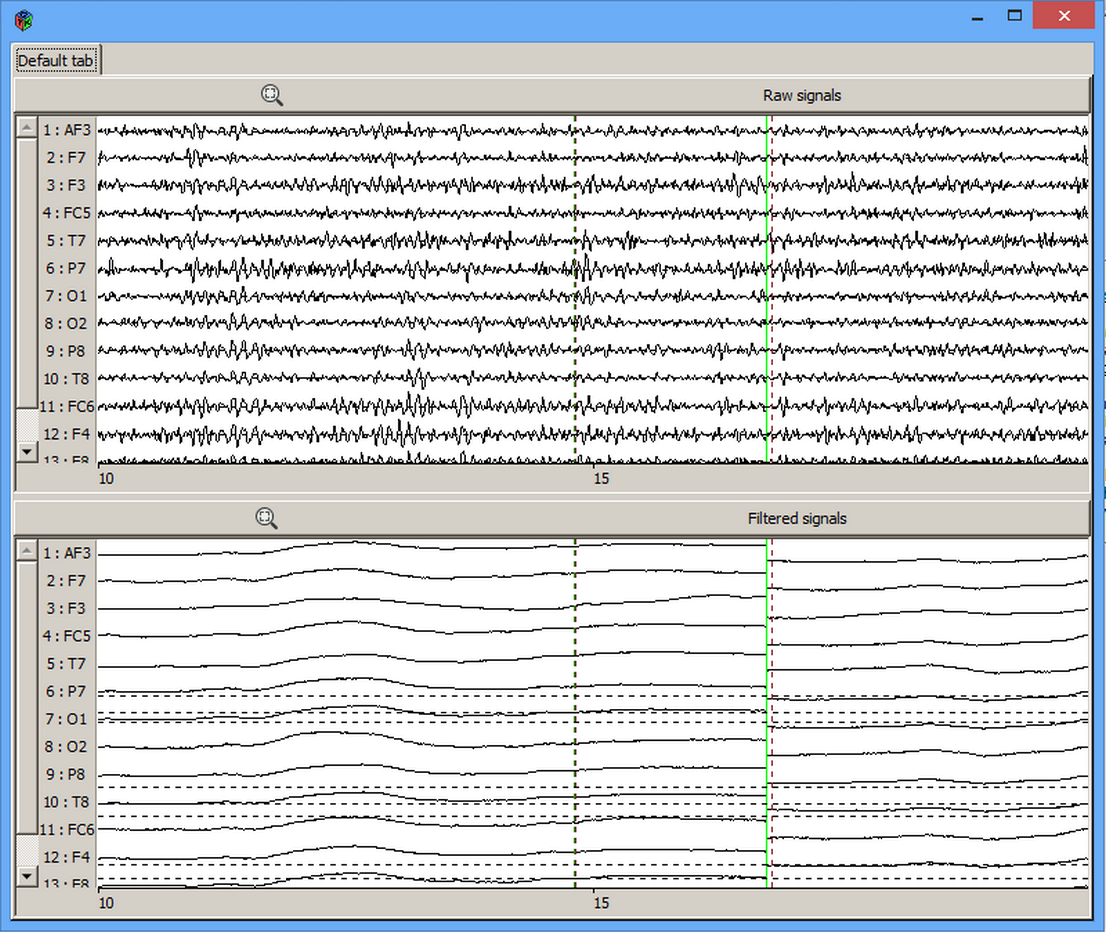 Default tab
Raw signals
1 : AF3
2 : F7
3 : F3
4 : FC5
5 : T7
6 : P7
7 : O1
8 : O2
9 : P8
10 : T8
11 : FC6
12 : F4
13 : F8
10 15
Filtered signals
1 : AF3
2 : F7
3 : F3
4 : FC5
5 : T7
6 : P7
7 : O1
8 : O2
9 : P8
10 : T8
11 : FC6
12 : F4
13 : F8
10 15